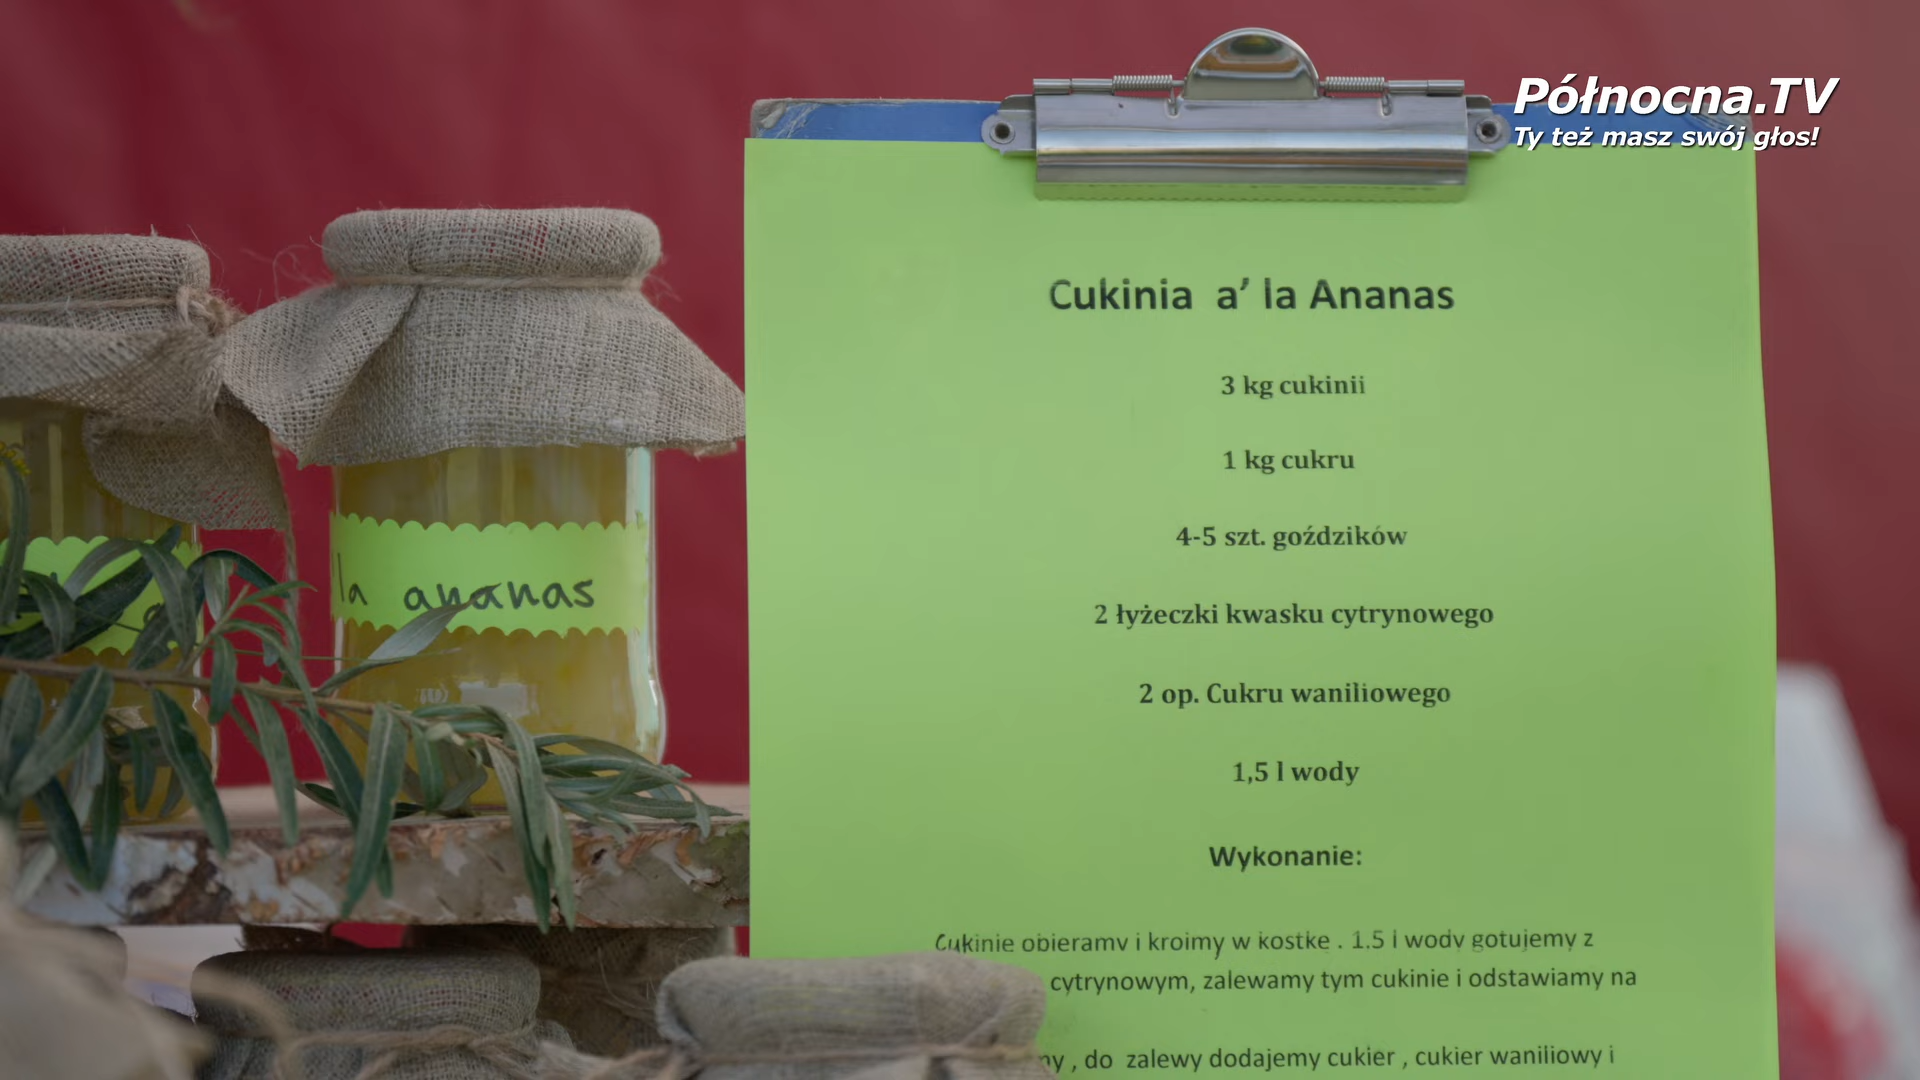 Północna.TV
Ty też masz swój głos!
Cukinia a' la Ananas
3 kg cukinii
1 kg cukru
4-5 szt. goździków
2 łyżeczki kwasku cytrynowego
2 op. Cukru waniliowego
1,5 l wody
Wykonanie:
Cukinie obieramy i kroimy w kostke . 1.5 l wody gotujemy z
cytrynowym, zalewamy tym cukinie i odstawiamy na
, do zalewy dodajemy cukier , cukier waniliowy i
la ananas